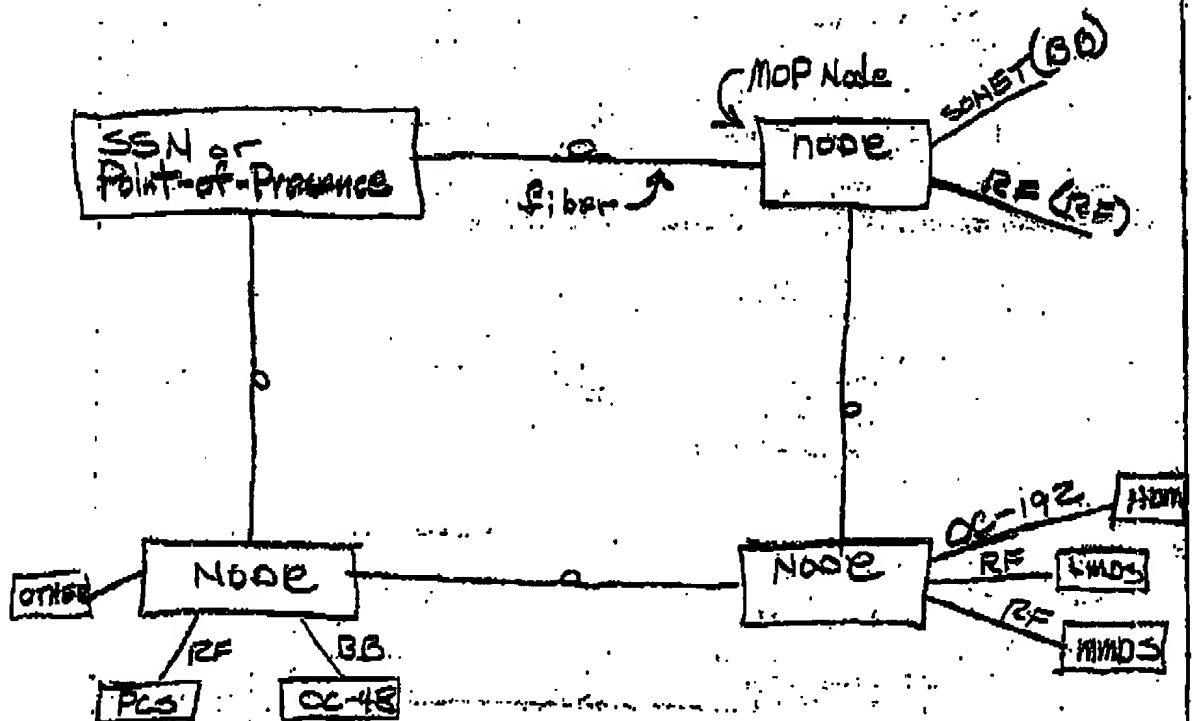 MOP Node
SONET (BB)
SSN or
Point-of-Presence
NODE
fiber
RF (RF)
OC-192
NODE
NODE
RF
OTHER
RF
RF
BB
MMDS
PCS
OC-48